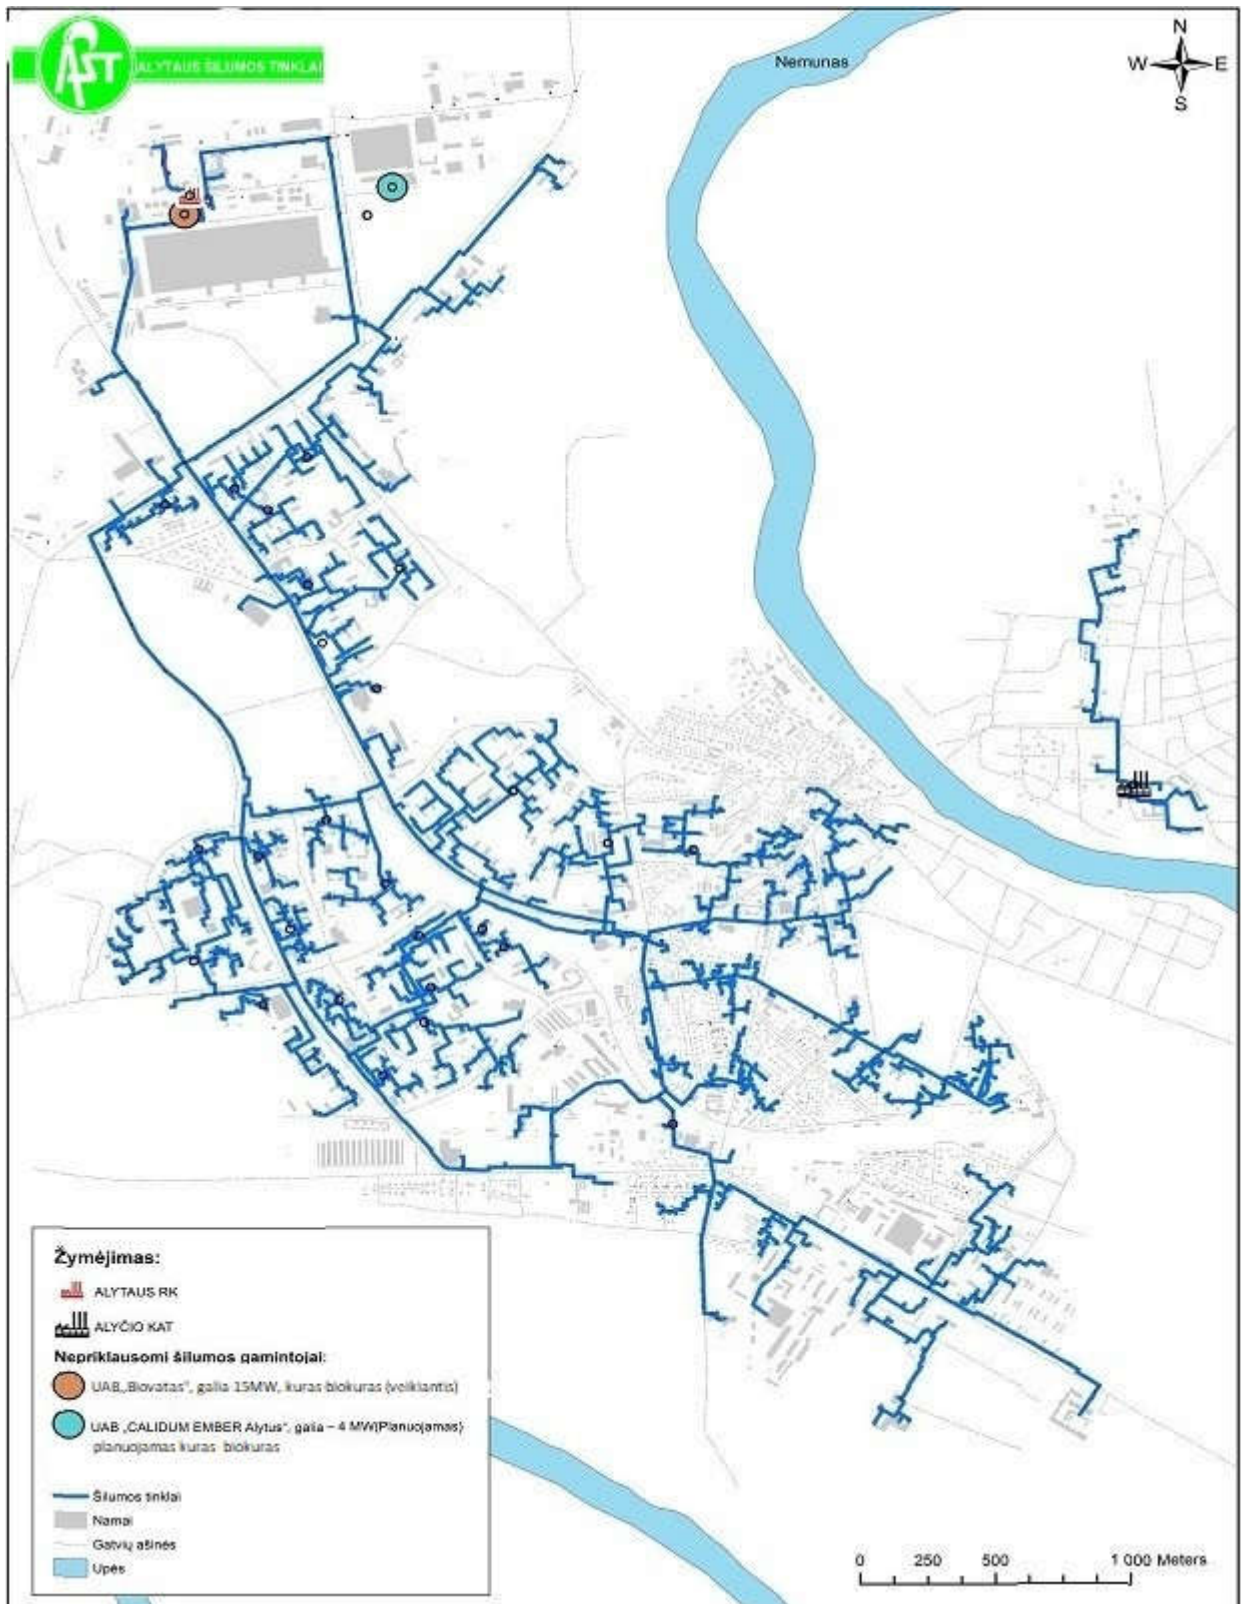 AST
ALYTAUS ŠILUMOS TINKLAI
Nemunas
N
W E
S
Žymėjimas:
ALYTAUS RK
ALYČIO KAT
Nepriklausomi šilumos gamintojai:
UAB„Biovatas", galia 15MW, kuras biokuras (veikiantis)
UAB „CALIDUM EMBER Alytus", galia – 4 MW(Planuojamas)
planuojamas kuras biokuras
Šilumos tinklai
Namai
Gatvių ašinės
Upės
0 250 500 1 000 Meters